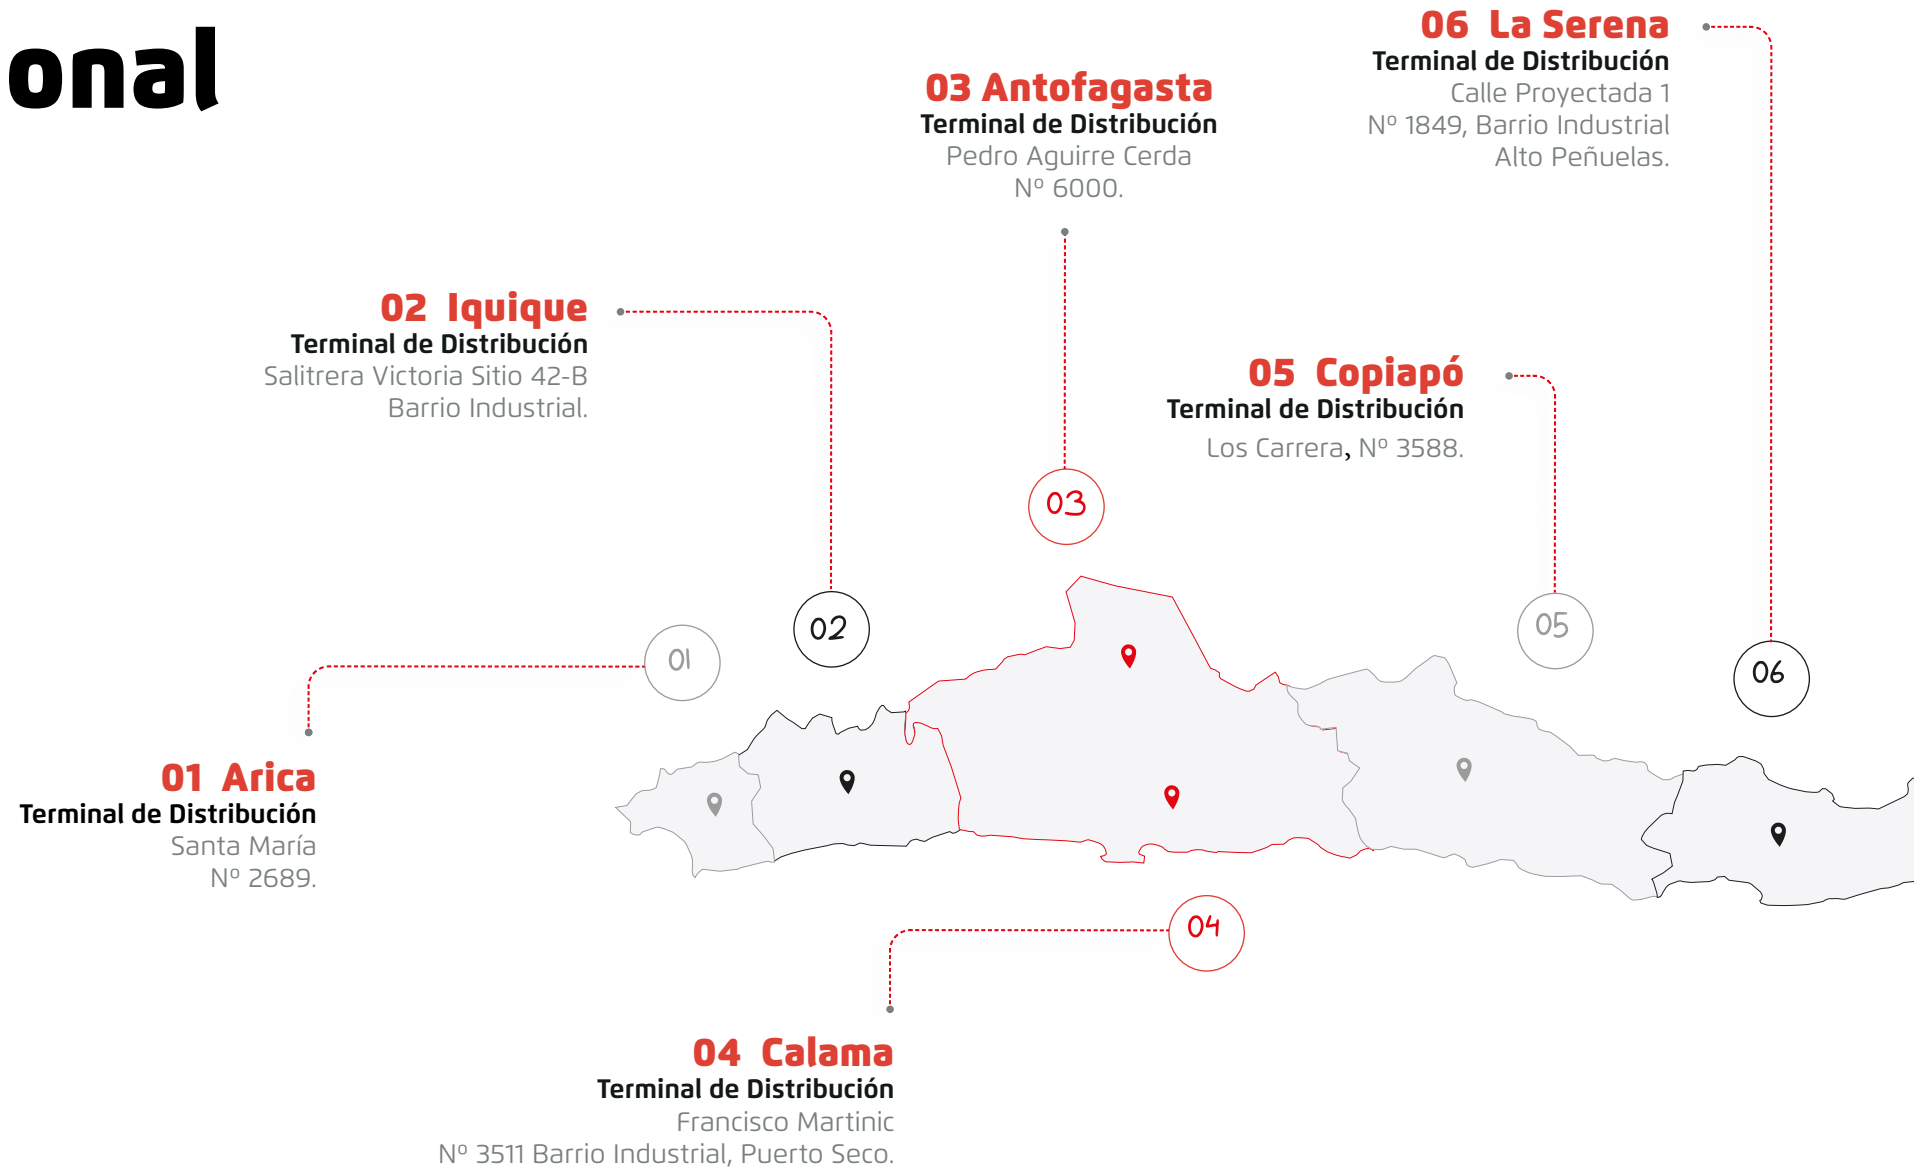 onal
06 La Serena
Terminal de Distribución
Calle Proyectada 1
Nº 1849, Barrio Industrial
Alto Peñuelas.
03 Antofagasta
Terminal de Distribución
Pedro Aguirre Cerda
Nº 6000.
02 Iquique
Terminal de Distribución
Salitrera Victoria Sitio 42-B
Barrio Industrial.
05 Copiapó
Terminal de Distribución
Los Carrera, Nº 3588.
03
02
05
01
06
01 Arica
Terminal de Distribución
Santa María
Nº 2689.
04
04 Calama
Terminal de Distribución
Francisco Martinic
Nº 3511 Barrio Industrial, Puerto Seco.